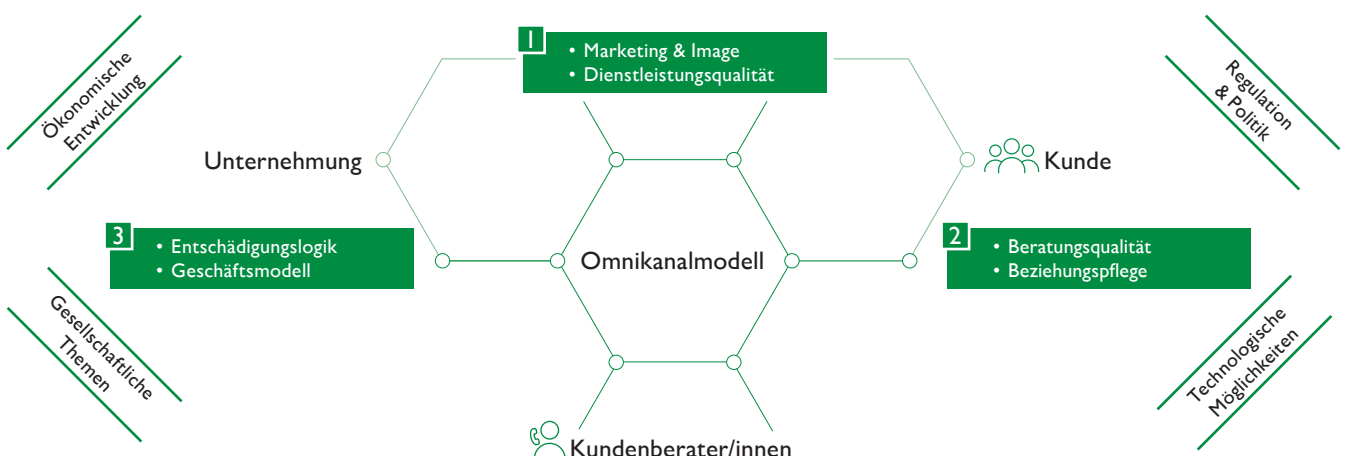 Ökonomische
Entwicklung
1
• Marketing & Image
• Dienstleistungsqualität
Regulation
& Politik
Unternehmung
Kunde
3
• Entschädigungslogik
• Geschäftsmodell
Omnikanalmodell
2
• Beratungsqualität
• Beziehungspflege
Gesellschaftliche
Themen
Technologische
Möglichkeiten
Kundenberater/innen